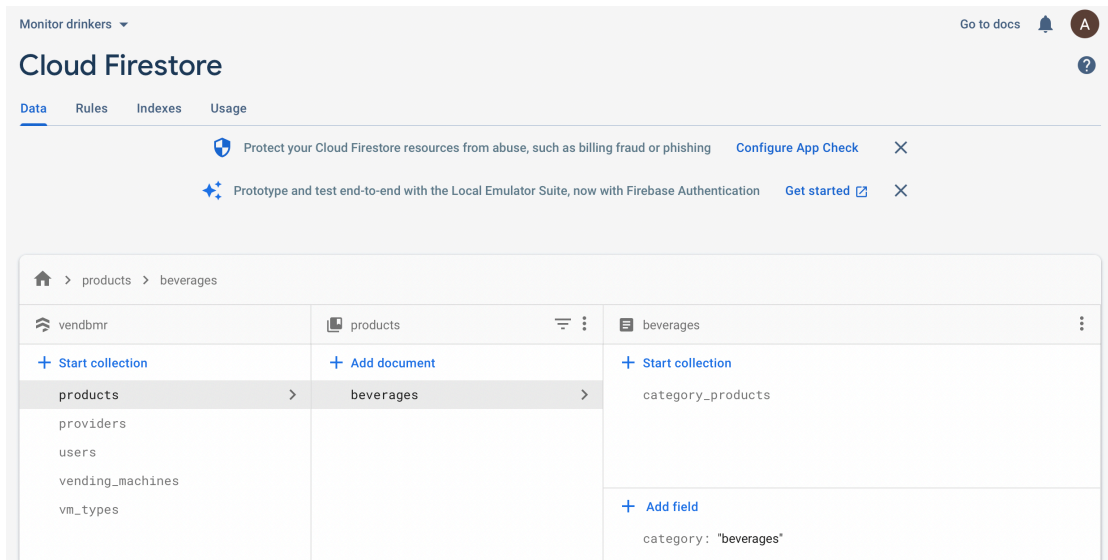 Monitor drinkers
Go to docs
A
Cloud Firestore
Data Rules Indexes Usage
Protect your Cloud Firestore resources from abuse, such as billing fraud or phishing Configure App Check
Prototype and test end-to-end with the Local Emulator Suite, now with Firebase Authentication Get started
products > beverages
vendbmr
products
beverages
+ Start collection
+ Add document
+ Start collection
products
beverages
category_products
providers
users
vending_machines
vm_types
+ Add field
category: "beverages"